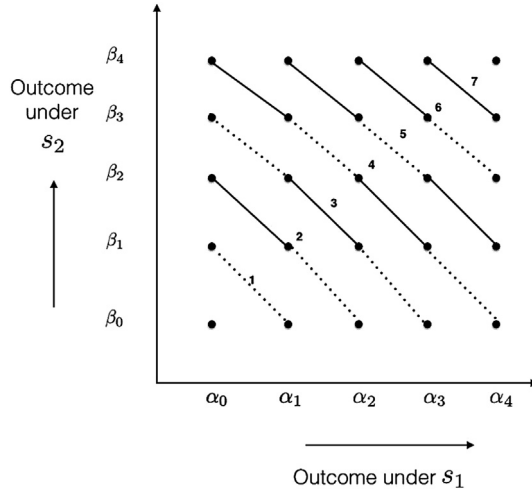 β₄
7
Outcome
under
s₂
6
β₃
5
4
β₂
3
2
β₁
1
β₀
α₀ α₁ α₂ α₃ α₄
Outcome under s₁